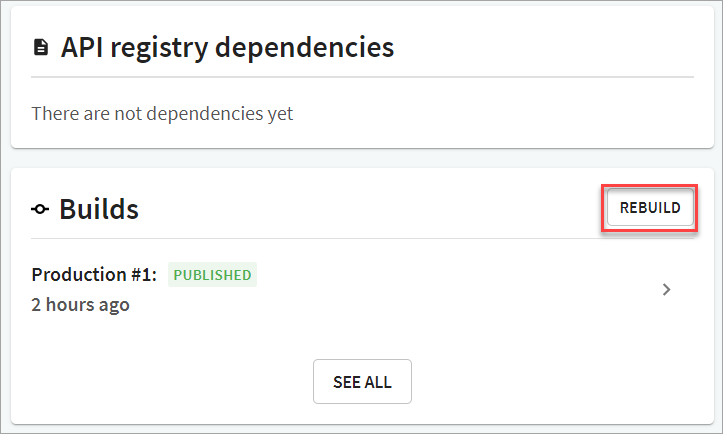 API registry dependencies
There are not dependencies yet
Builds
REBUILD
Production #1: PUBLISHED
2 hours ago
SEE ALL